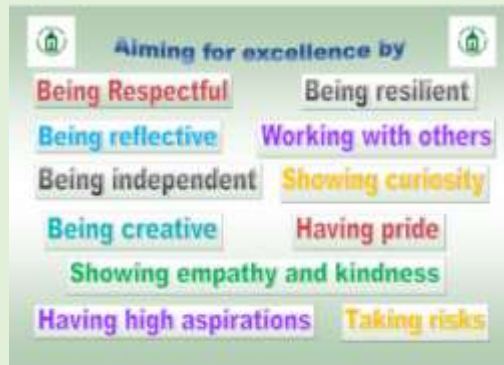 Aiming for excellence by
Being Respectful
Being resilient
Being reflective
Working with others
Being independent
Showing curiosity
Being creative
Having pride
Showing empathy and kindness
Having high aspirations
Taking risks